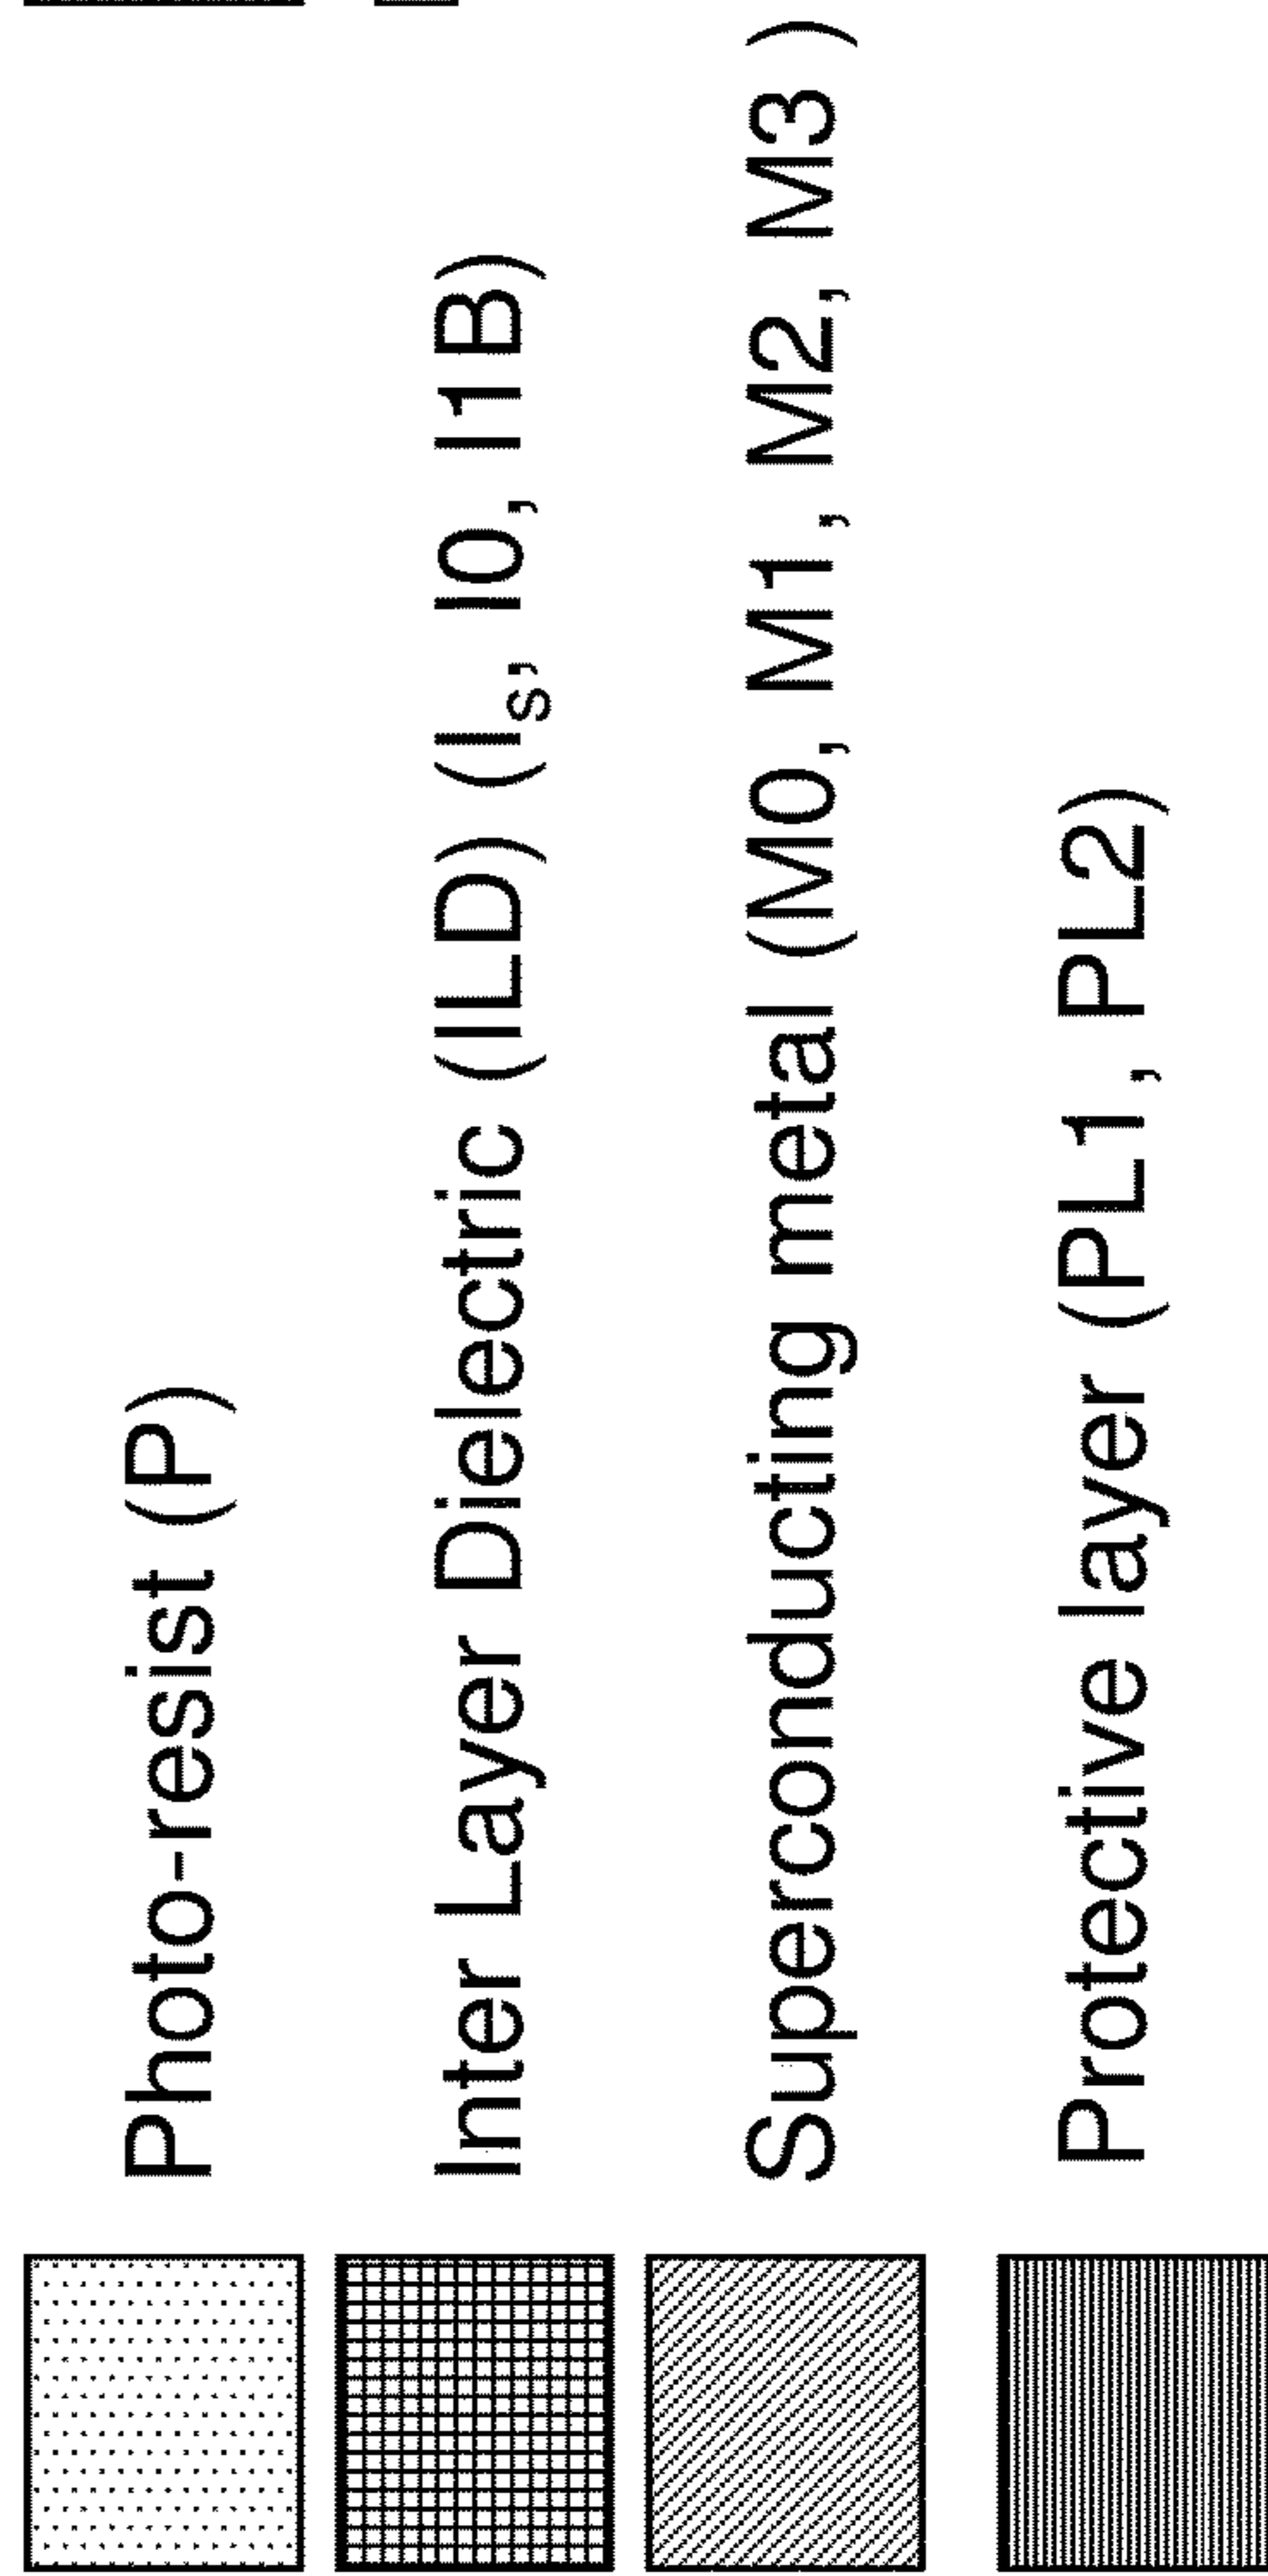 Photo-resist (P)
Inter Layer Dielectric (ILD) (Iₛ, I0, I1B)
Superconducting metal (M0, M1, M2, M3 )
Protective layer (PL1, PL2)